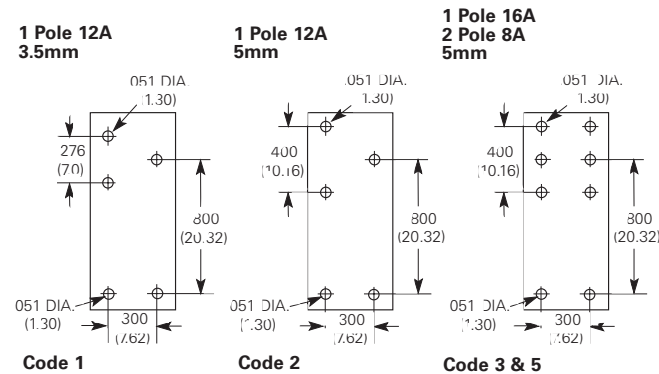 1 Pole 12A
3.5mm
051 DIA.
(1.30)
276
(7.0)
800
(20.32)
051 DIA.
(1.30)
300
(7.62)
Code 1
1 Pole 12A
5mm
.051 DIA.
1.30)
400
(10.16)
800
(20.32)
051 DIA.
(1.30)
300
(7.62)
Code 2
1 Pole 16A
2 Pole 8A
5mm
051 DIA.
1.30)
400
(10.16)
800
(20.32)
051 DIA.
(1.30)
300
(7.62)
Code 3 & 5